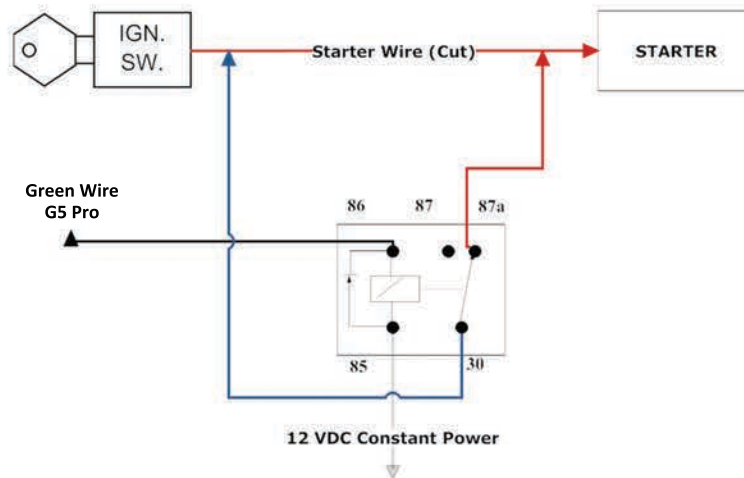 IGN.
SW.
Starter Wire (Cut)
STARTER
Green Wire
G5 Pro
86 87 87a
85 30
12 VDC Constant Power